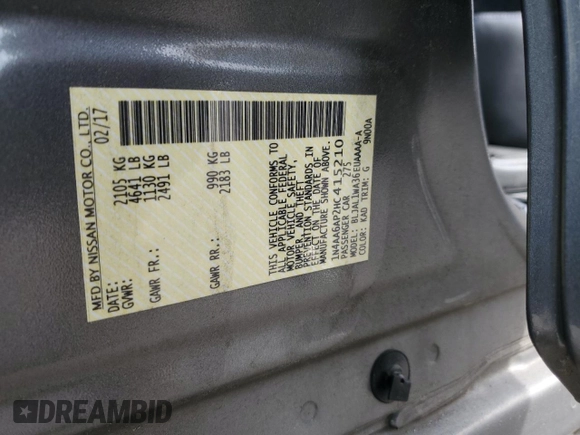 MFD BY NISSAN MOTOR CO., LTD.
DATE: 02/17
GVWR: 2105 KG
4641 LB
GAWR FR: 1130 KG
2491 LB
GAWR RR: 990 KG
2183 LB
THIS VEHICLE CONFORMS TO
ALL APPLICABLE FEDERAL
MOTOR VEHICLE SAFETY,
BUMPER, AND THEFT
PREVENTION STANDARDS IN
EFFECT ON THE DATE OF
MANUFACTURE SHOWN ABOVE.
1N4AA6AP2HC415210
PASSENGER CAR 275
MODEL: BLJAL1WA36EUAAAA-A
COLOR: KAD TRIM: G 9N00A
DREAMBID